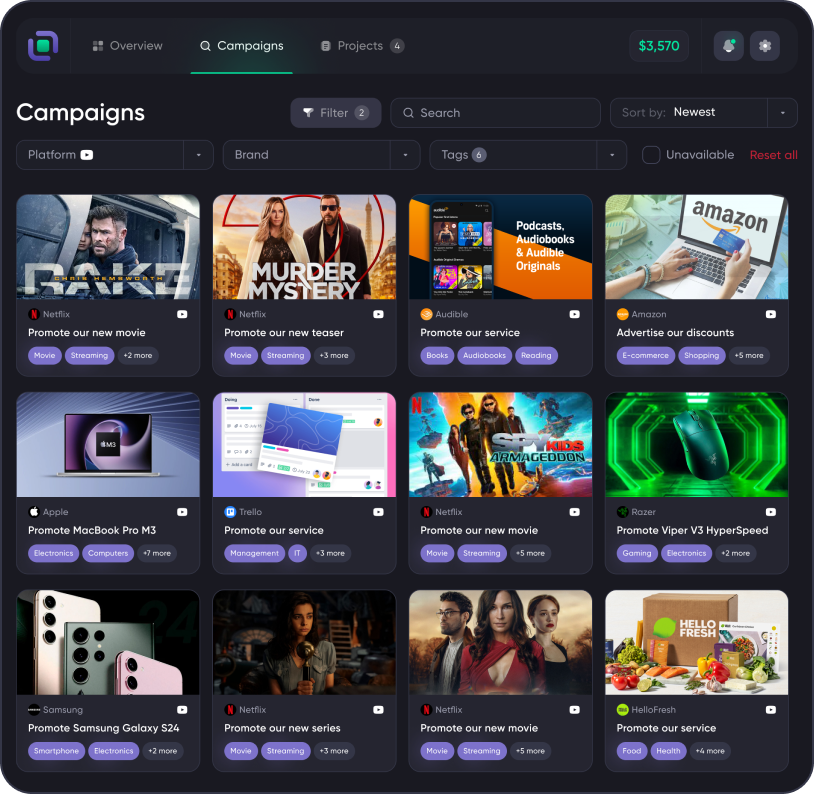 Overview
Campaigns
Projects 4
$3,570
Campaigns
Filter 2
Search
Sort by: Newest
Platform
Brand
Tags 6
Unavailable
Reset all
CHRIS HEMSWORTH
Netflix
Promote our new movie
Movie Streaming +2 more
MURDER
MYSTERY
Netflix
Promote our new teaser
Movie Streaming +3 more
Podcasts,
Audiobooks
& Audible
Originals
Audible
Promote our service
Books Audiobooks Reading
amazon
Amazon
Advertise our discounts
E-commerce Shopping +5 more
M3
Apple
Promote MacBook Pro M3
Electronics Computers +7 more
Doing
Done
+ Add a card
Trello
Promote our service
Management IT +3 more
N
SPY KIDS
ARMAGEDDON
Netflix
Promote our new movie
Movie Streaming +5 more
Razer
Promote Viper V3 HyperSpeed
Gaming Electronics +2 more
24
Samsung
Promote Samsung Galaxy S24
Smartphone Electronics +2 more
Netflix
Promote our new series
Movie Streaming +3 more
Netflix
Promote our new movie
Movie Streaming +5 more
HELLO
FRESH
HelloFresh
Promote our service
Food Health +4 more